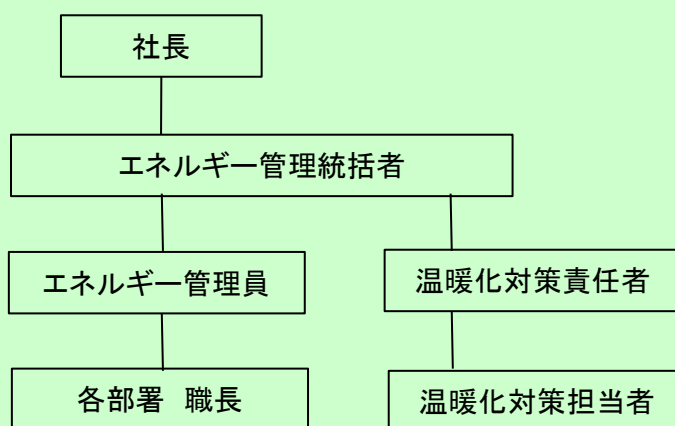 社長
エネルギー管理統括者
エネルギー管理員
温暖化対策責任者
各部署　職長
温暖化対策担当者